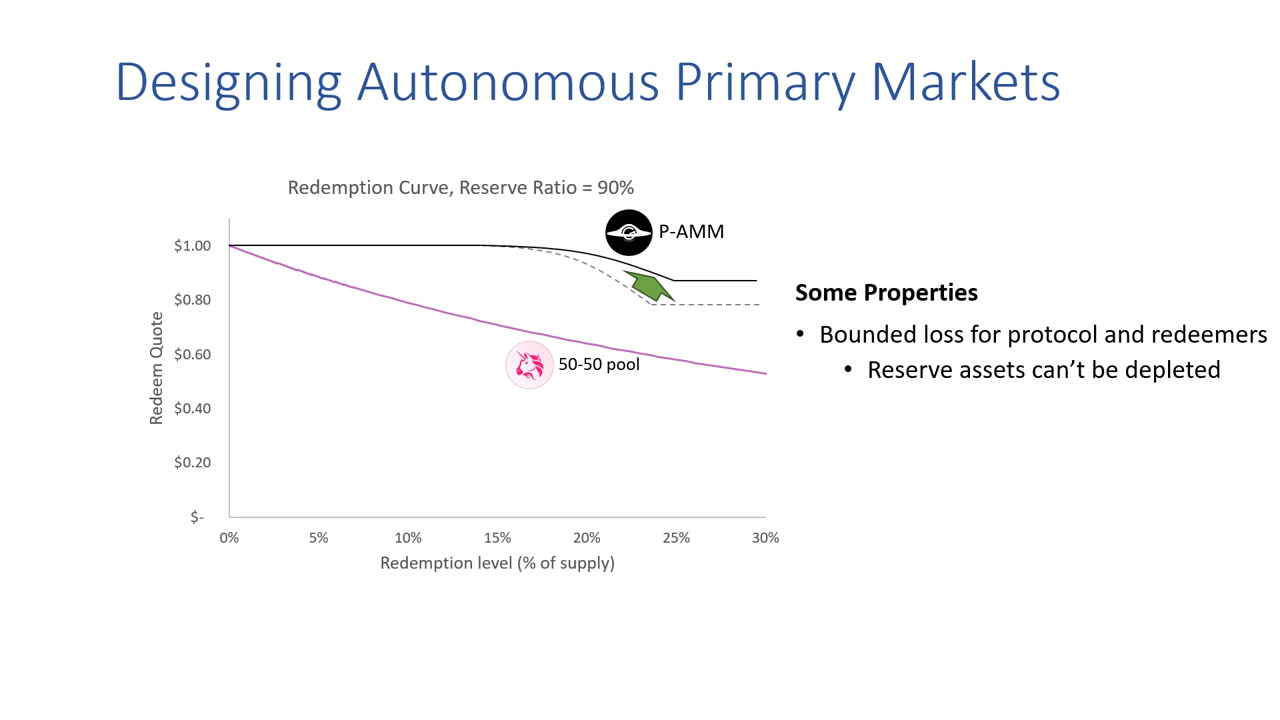 Designing Autonomous Primary Markets
Redemption Curve, Reserve Ratio = 90%
P-AMM
$1.00
$0.80
$0.60
$0.40
$0.20
$-
Redeem Quote
50-50 pool
0%
5%
10%
15%
20%
25%
30%
Redemption level (% of supply)
Some Properties
• Bounded loss for protocol and redeemers
• Reserve assets can’t be depleted